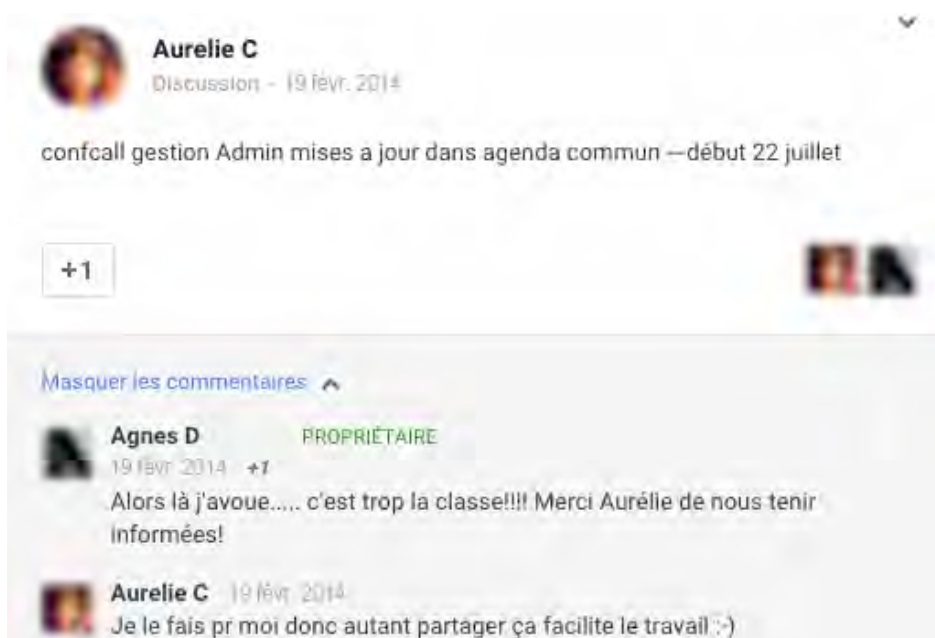 Aurelie C
Discussion - 19 févr. 2014
confcall gestion Admin mises a jour dans agenda commun —début 22 juillet
+1
Masquer les commentaires
Agnes D PROPRIÉTAIRE
19 févr. 2014 +1
Alors là j'avoue..... c'est trop la classe!!!! Merci Aurélie de nous tenir
informées!
Aurelie C 19 févr. 2014
Je le fais pr moi donc autant partager ça facilite le travail :-)